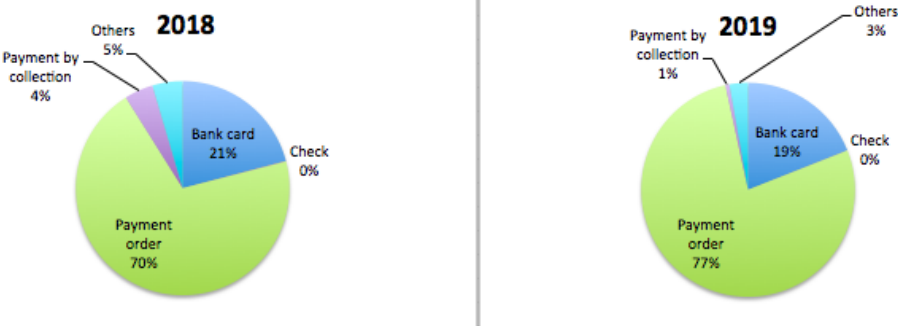 2018
Others
5%
Payment by
collection
4%
Bank card
21%
Check
0%
Payment
order
70%
2019
Others
3%
Payment by
collection
1%
Bank card
19%
Check
0%
Payment
order
77%